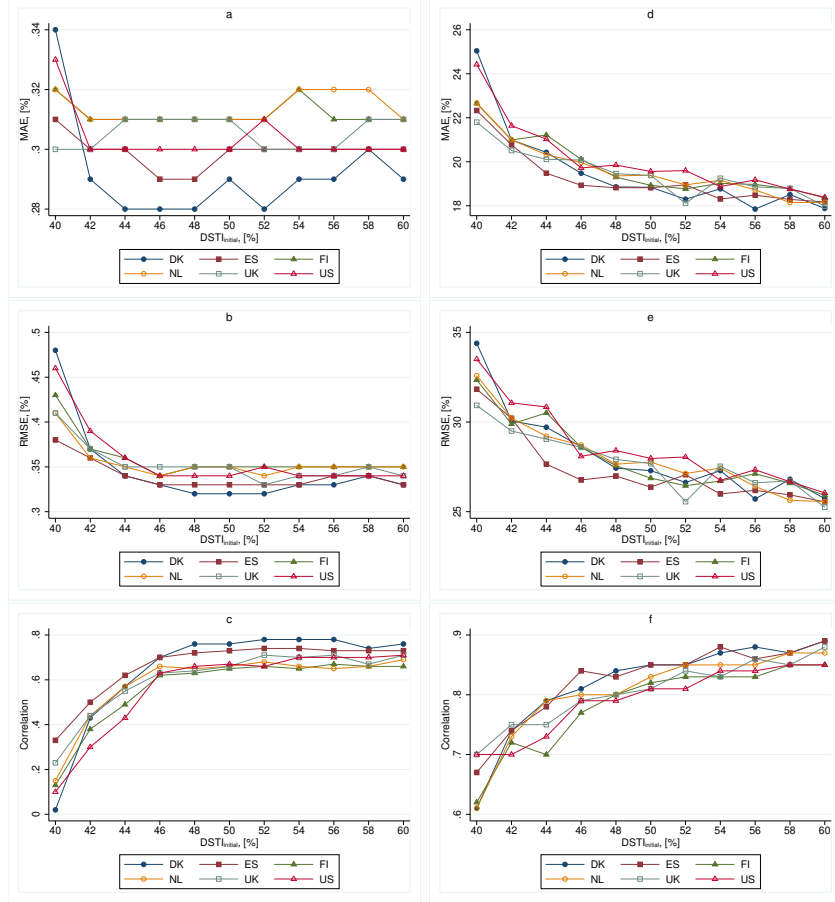 a
MAE, [%]
.34
.32
.3
.28
40 42 44 46 48 50 52 54 56 58 60
DSTIinitial, [%]
DK ES FI
NL UK US
d
MAE, [%]
26
24
22
20
18
40 42 44 46 48 50 52 54 56 58 60
DSTIinitial, [%]
DK ES FI
NL UK US
b
RMSE, [%]
.5
.45
.4
.35
.3
40 42 44 46 48 50 52 54 56 58 60
DSTIinitial, [%]
DK ES FI
NL UK US
e
RMSE, [%]
35
30
25
40 42 44 46 48 50 52 54 56 58 60
DSTIinitial, [%]
DK ES FI
NL UK US
c
Correlation
.8
.6
.4
.2
0
40 42 44 46 48 50 52 54 56 58 60
DSTIinitial, [%]
DK ES FI
NL UK US
f
Correlation
.9
.8
.7
.6
40 42 44 46 48 50 52 54 56 58 60
DSTIinitial, [%]
DK ES FI
NL UK US